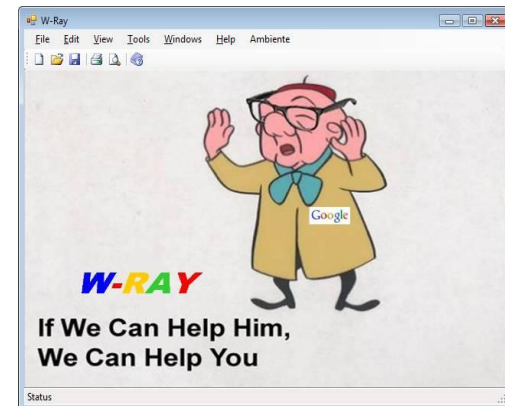 W-Ray
File Edit View Tools Windows Help Ambiente
Google
W-RAY
If We Can Help Him,
We Can Help You
Status